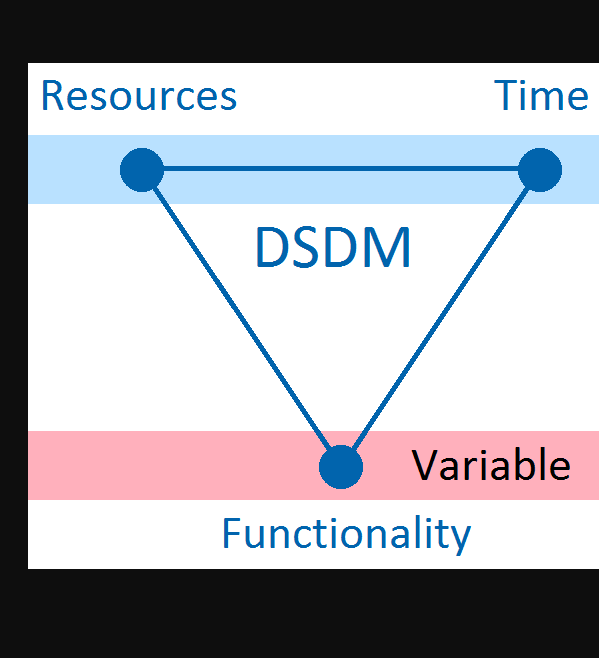 Resources
Time
DSDM
Variable
Functionality